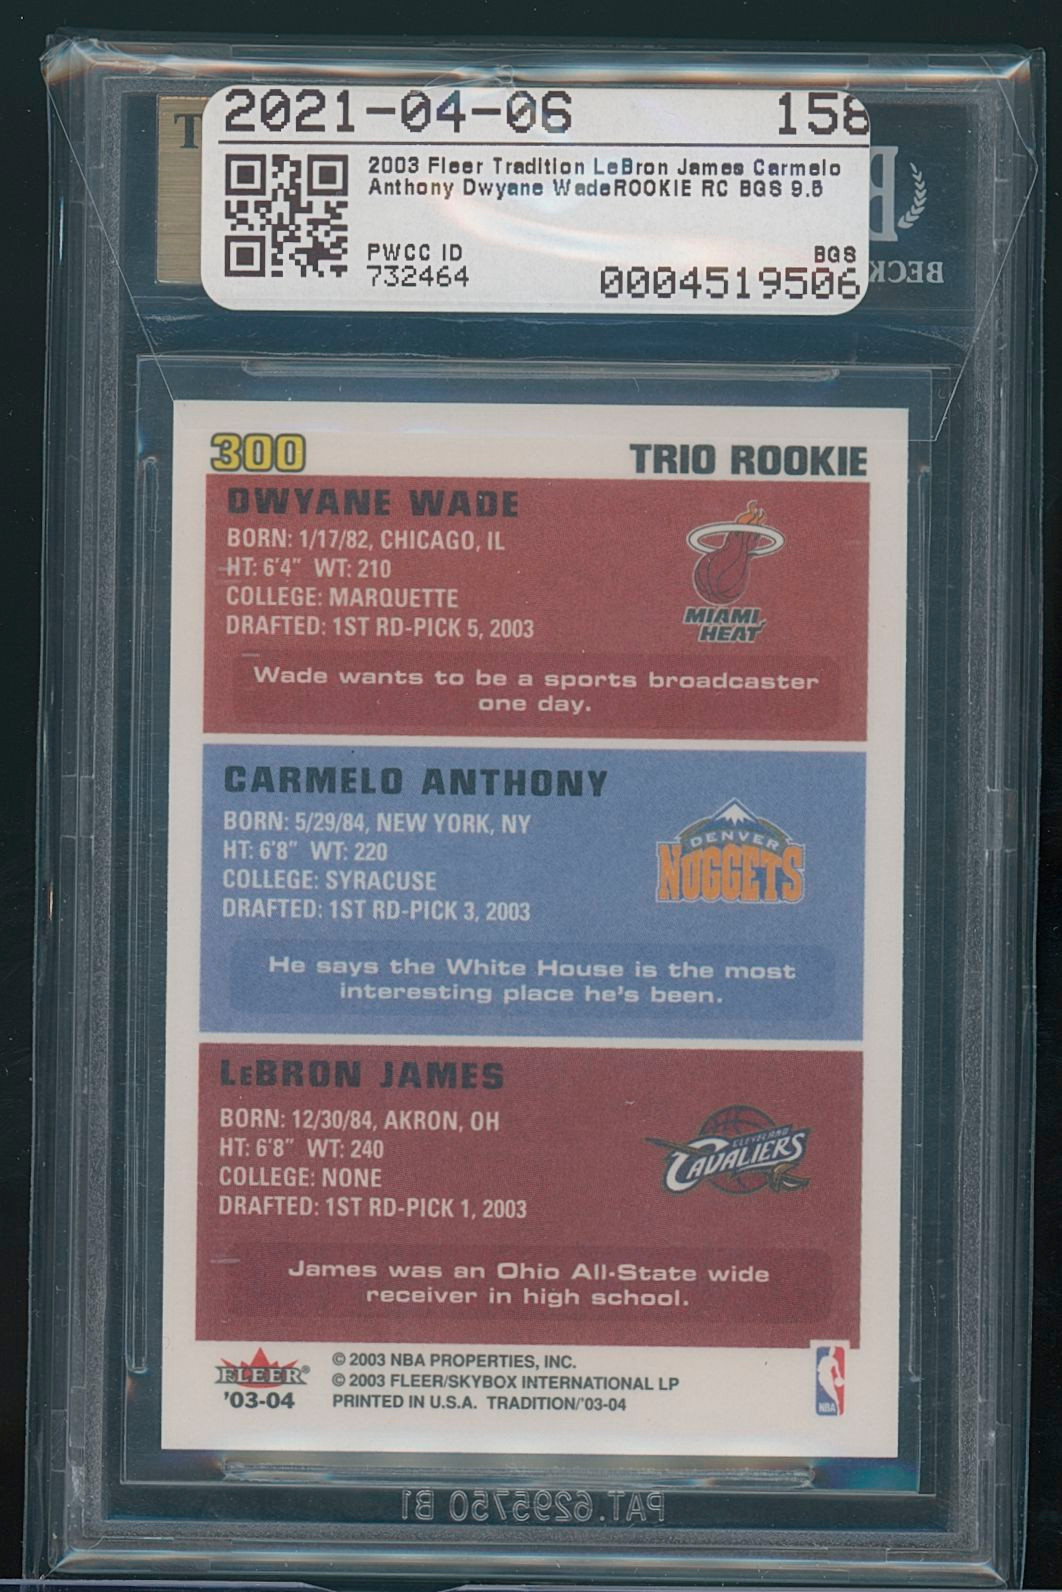 2021-04-06 158
2003 Fleer Tradition LeBron James Carmelo
Anthony Dwyane WadeROOKIE RC BGS 9.5
PWCC ID
732464
BGS
0004519506
T
BECK
300 TRIO ROOKIE
DWYANE WADE
BORN: 1/17/82, CHICAGO, IL
HT: 6'4" WT: 210
COLLEGE: MARQUETTE
DRAFTED: 1ST RD-PICK 5, 2003
MIAMI
HEAT
Wade wants to be a sports broadcaster
one day.
CARMELO ANTHONY
BORN: 5/29/84, NEW YORK, NY
HT: 6'8" WT: 220
COLLEGE: SYRACUSE
DRAFTED: 1ST RD-PICK 3, 2003
DENVER
NUGGETS
He says the White House is the most
interesting place he's been.
LeBRON JAMES
BORN: 12/30/84, AKRON, OH
HT: 6'8" WT: 240
COLLEGE: NONE
DRAFTED: 1ST RD-PICK 1, 2003
CLEVELAND
CAVALIERS
James was an Ohio All-State wide
receiver in high school.
FLEER®
'03-04
© 2003 NBA PROPERTIES, INC.
© 2003 FLEER/SKYBOX INTERNATIONAL LP
PRINTED IN U.S.A. TRADITION/'03-04
NBA
PAT.6295750 B1